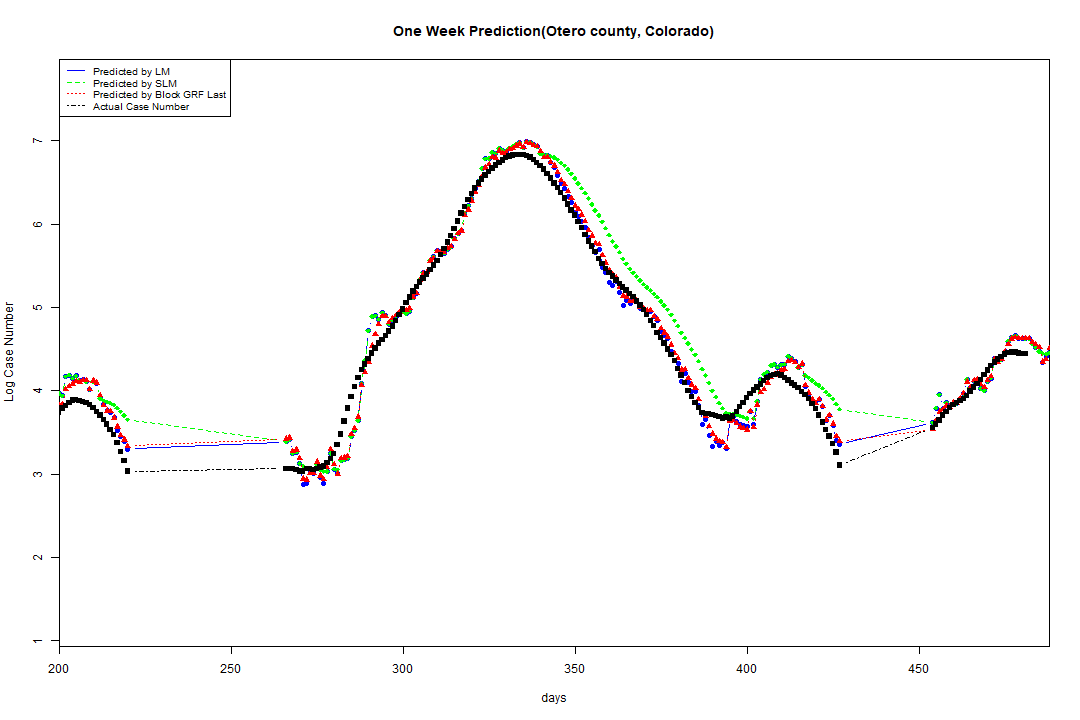 One Week Prediction(Otero county, Colorado)
Predicted by LM
Predicted by SLM
Predicted by Block GRF Last
Actual Case Number
Log Case Number
7
6
5
4
3
2
1
200 250 300 350 400 450
days